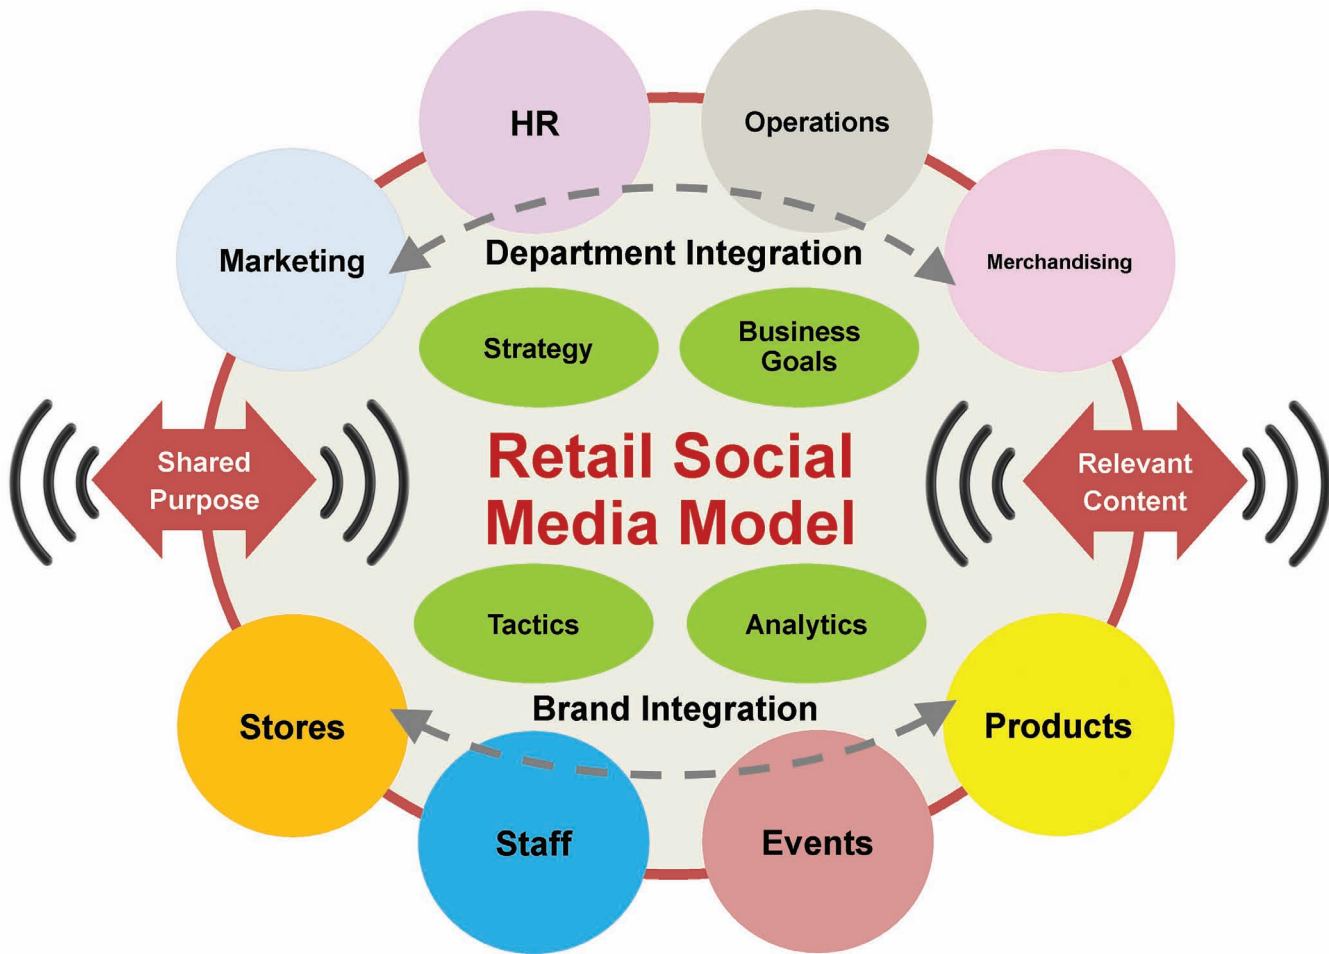 HR
Operations
Marketing
Merchandising
Department Integration
Strategy
Business
Goals
Shared
Purpose
Retail Social
Media Model
Relevant
Content
Tactics
Analytics
Brand Integration
Stores
Products
Staff
Events